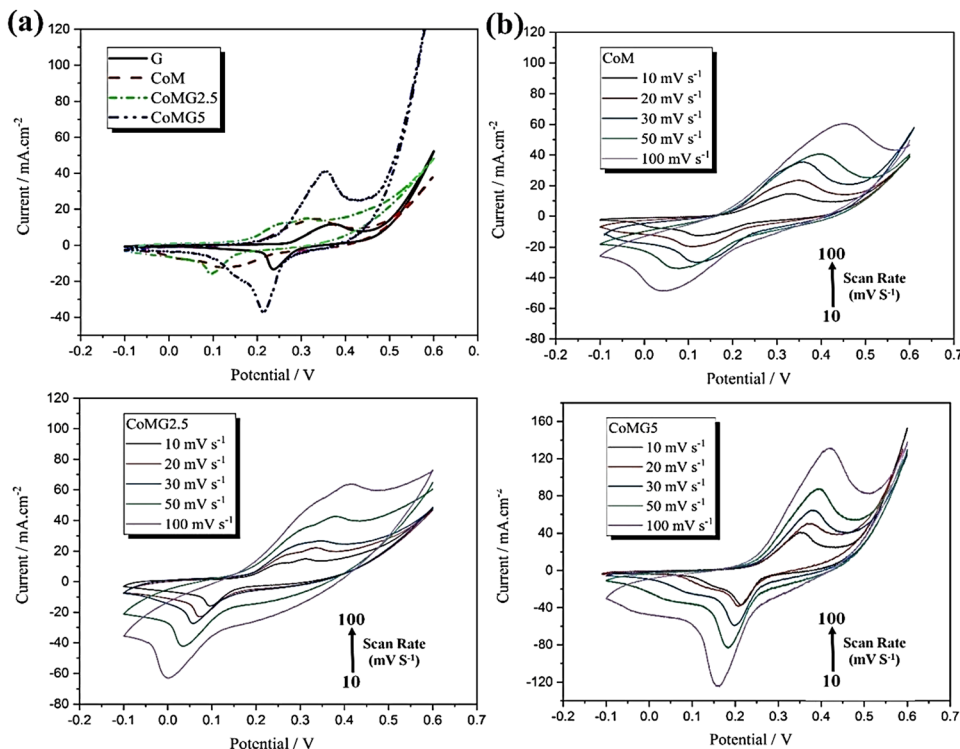 (a)
120
100
80
60
40
20
0
-20
-40
G
CoM
CoMG2.5
CoMG5
Current / mA.cm⁻²
-0.2 -0.1 0.0 0.1 0.2 0.3 0.4 0.5 0.6 0.
Potential / V
(b)
120
100
80
60
40
20
0
-20
-40
-60
-80
CoM
10 mV s⁻¹
20 mV s⁻¹
30 mV s⁻¹
50 mV s⁻¹
100 mV s⁻¹
100
Scan Rate
(mV S⁻¹)
10
Current / mA.cm⁻²
-0.2 -0.1 0.0 0.1 0.2 0.3 0.4 0.5 0.6 0.7
Potential / V
120
100
80
60
40
20
0
-20
-40
-60
-80
CoMG2.5
10 mV s⁻¹
20 mV s⁻¹
30 mV s⁻¹
50 mV s⁻¹
100 mV s⁻¹
100
Scan Rate
(mV S⁻¹)
10
Current / mA.cm⁻²
-0.2 -0.1 0.0 0.1 0.2 0.3 0.4 0.5 0.6 0.7
Potential / V
160
120
80
40
0
-40
-80
-120
CoMG5
10 mV s⁻¹
20 mV s⁻¹
30 mV s⁻¹
50 mV s⁻¹
100 mV s⁻¹
100
Scan Rate
(mV S⁻¹)
10
Current / mA.cm⁻²
-0.2 -0.1 0.0 0.1 0.2 0.3 0.4 0.5 0.6 0.7
Potential / V